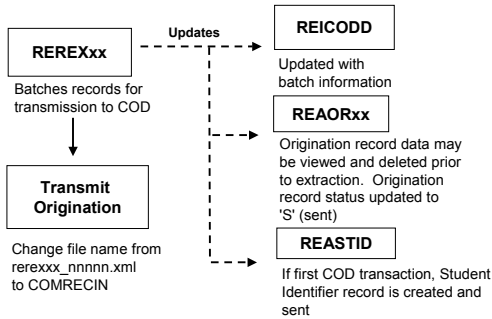 REREXxx
Batches records for
transmission to COD
Transmit
Origination
Change file name from
rerexxx_nnnnn.xml
to COMRECIN
Updates
REICODD
Updated with
batch information
REAORxx
Origination record data may
be viewed and deleted prior
to extraction. Origination
record status updated to
'S' (sent)
REASTID
If first COD transaction, Student
Identifier record is created and
sent